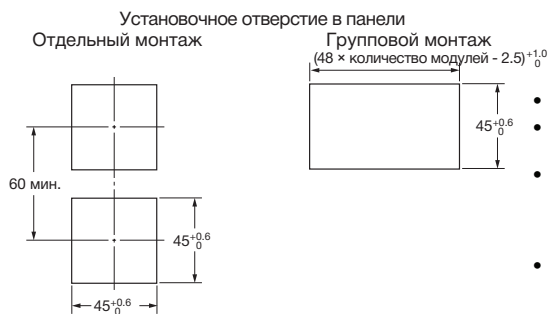 Установочное отверстие в панели
Отдельный монтаж
Групповой монтаж
(48 × количество модулей - 2.5)+1.0 0
45+0.6 0
60 мин.
45+0.6 0
45+0.6 0